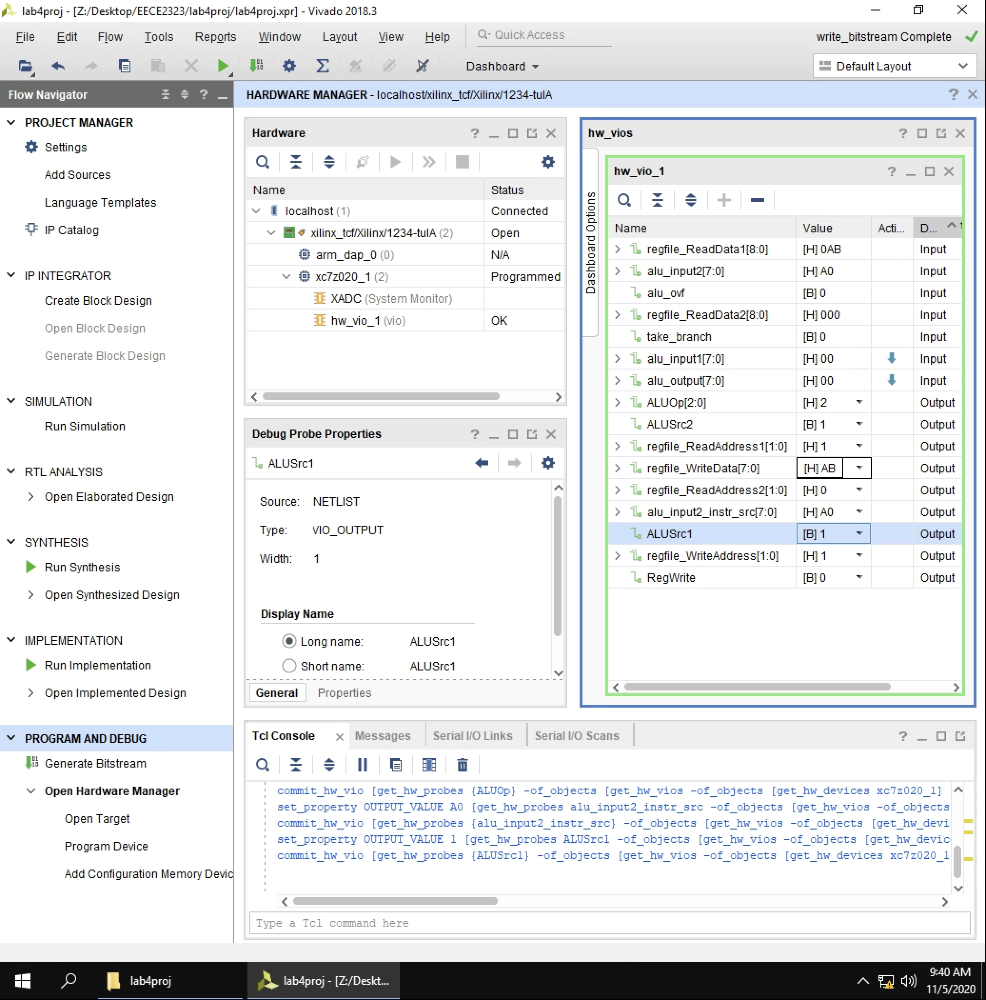 lab4proj - [Z:/Desktop/EECE2323/lab4proj/lab4proj.xpr] - Vivado 2018.3
File Edit Flow Tools Reports Window Layout View Help Quick Access write_bitstream Complete
Dashboard Default Layout
Flow Navigator
PROJECT MANAGER
Settings
Add Sources
Language Templates
IP Catalog
IP INTEGRATOR
Create Block Design
Open Block Design
Generate Block Design
SIMULATION
Run Simulation
RTL ANALYSIS
Open Elaborated Design
SYNTHESIS
Run Synthesis
Open Synthesized Design
IMPLEMENTATION
Run Implementation
Open Implemented Design
PROGRAM AND DEBUG
Generate Bitstream
Open Hardware Manager
Open Target
Program Device
Add Configuration Memory Devic
HARDWARE MANAGER - localhost/xilinx_tcf/Xilinx/1234-tulA
Hardware
Name Status
localhost (1) Connected
xilinx_tcf/Xilinx/1234-tulA (2) Open
arm_dap_0 (0) N/A
xc7z020_1 (2) Programmed
XADC (System Monitor)
hw_vio_1 (vio) OK
Debug Probe Properties
ALUSrc1
Source: NETLIST
Type: VIO_OUTPUT
Width: 1
Display Name
Long name: ALUSrc1
Short name: ALUSrc1
General Properties
hw_vios
Dashboard Options
hw_vio_1
Name Value Acti... D... 1
regfile_ReadData1[8:0] [H] 0AB Input
alu_input2[7:0] [H] A0 Input
alu_ovf [B] 0 Input
regfile_ReadData2[8:0] [H] 000 Input
take_branch [B] 0 Input
alu_input1[7:0] [H] 00 Input
alu_output[7:0] [H] 00 Input
ALUOp[2:0] [H] 2 Output
ALUSrc2 [B] 1 Output
regfile_ReadAddress1[1:0] [H] 1 Output
regfile_WriteData[7:0] [H] AB Output
regfile_ReadAddress2[1:0] [H] 0 Output
alu_input2_instr_src[7:0] [H] A0 Output
ALUSrc1 [B] 1 Output
regfile_WriteAddress[1:0] [H] 1 Output
RegWrite [B] 0 Output
Tcl Console Messages Serial I/O Links Serial I/O Scans
commit_hw_vio [get_hw_probes {ALUOp} -of_objects [get_hw_vios -of_objects [get_hw_devices xc7z020_1]
set_property OUTPUT_VALUE A0 [get_hw_probes alu_input2_instr_src -of_objects [get_hw_vios -of_objects
commit_hw_vio [get_hw_probes {alu_input2_instr_src} -of_objects [get_hw_vios -of_objects [get_hw_devi
set_property OUTPUT_VALUE 1 [get_hw_probes ALUSrc1 -of_objects [get_hw_vios -of_objects [get_hw_devic
commit_hw_vio [get_hw_probes {ALUSrc1} -of_objects [get_hw_vios -of_objects [get_hw_devices xc7z020_1
Type a Tcl command here
lab4proj lab4proj - [Z:/Deskt... 9:40 AM
11/5/2020